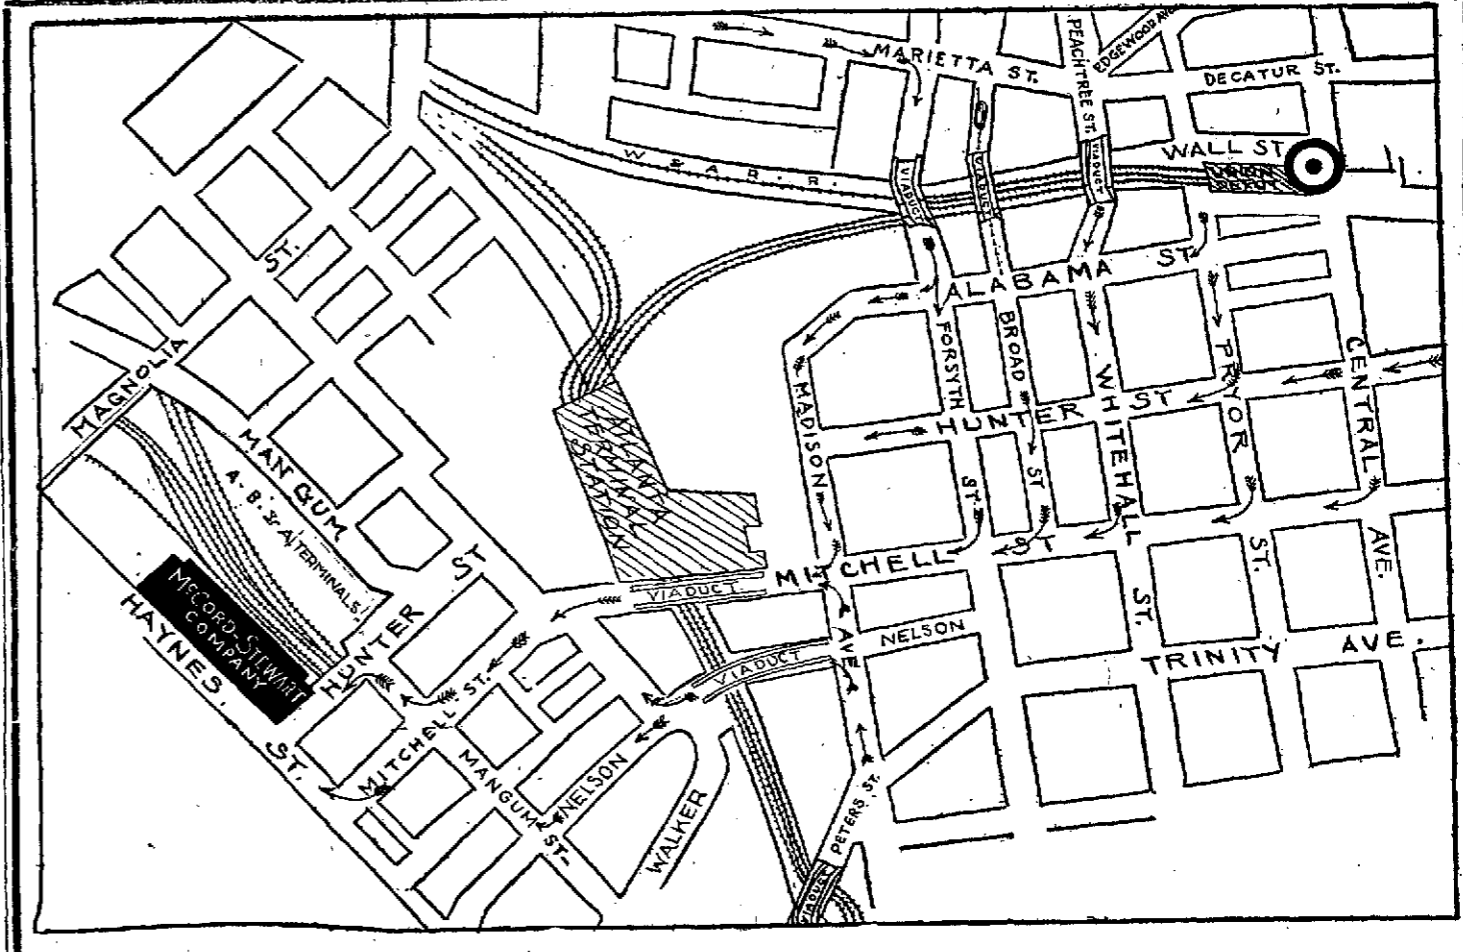 MARIETTA ST.
PEACHTREE ST.
EDGEWOOD AVE
DECATUR ST.
WALL ST
UNION
DEPOT
W. & A. R. R.
VIADUCT
VIADUCT
VIADUCT
ST.
ALABAMA ST
MAGNOLIA
MANGUM
A. B. & A. TERMINALS.
ATLANTA
TERMINAL
STATION
MADISON
FORSYTH
BROAD
WHITEHALL
PRYOR
CENTRAL
HUNTER ST
ST.
ST
ST.
ST.
AVE.
MITCHELL ST
VIADUCT
AVE
NELSON
VIADUCT
TRINITY AVE.
McCORD-STEWART
COMPANY
HAYNES.
ST.
HUNTER
ST
MITCHELL ST.
MANGUM
ST.
NELSON
WALKER
PETERS ST.
VIADUCT